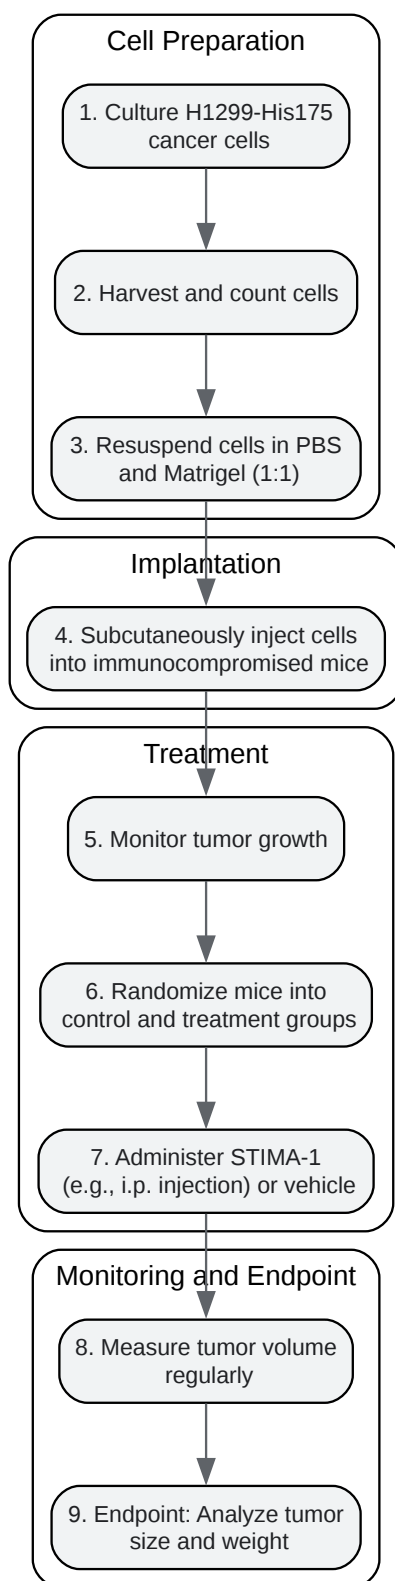 Cell Preparation
1. Culture H1299-His175
cancer cells
2. Harvest and count cells
3. Resuspend cells in PBS
and Matrigel (1:1)
Implantation
4. Subcutaneously inject cells
into immunocompromised mice
Treatment
5. Monitor tumor growth
6. Randomize mice into
control and treatment groups
7. Administer STIMA-1
(e.g., i.p. injection) or vehicle
Monitoring and Endpoint
8. Measure tumor volume
regularly
9. Endpoint: Analyze tumor
size and weight